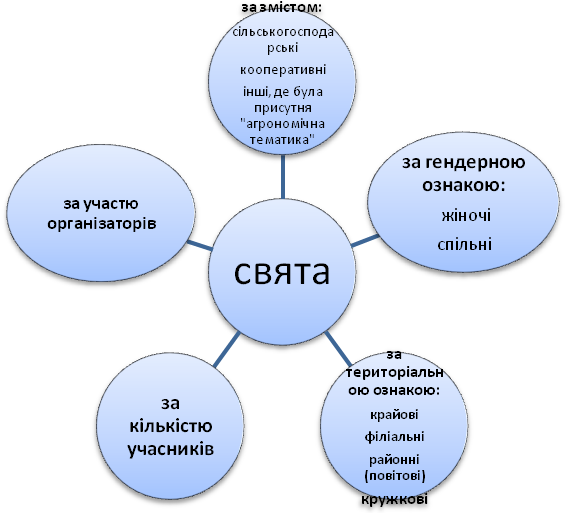 за змістом:
сільськогоспода
рські
кооперативні
інші, де була
присутня
"агрономічна
тематика"
за гендерною
ознакою:
жіночі
спільні
за участю
організаторів
свята
за
територіальн
ою ознакою:
крайові
філіальні
районні
(повітові)
кружкові
за
кількістю
учасників